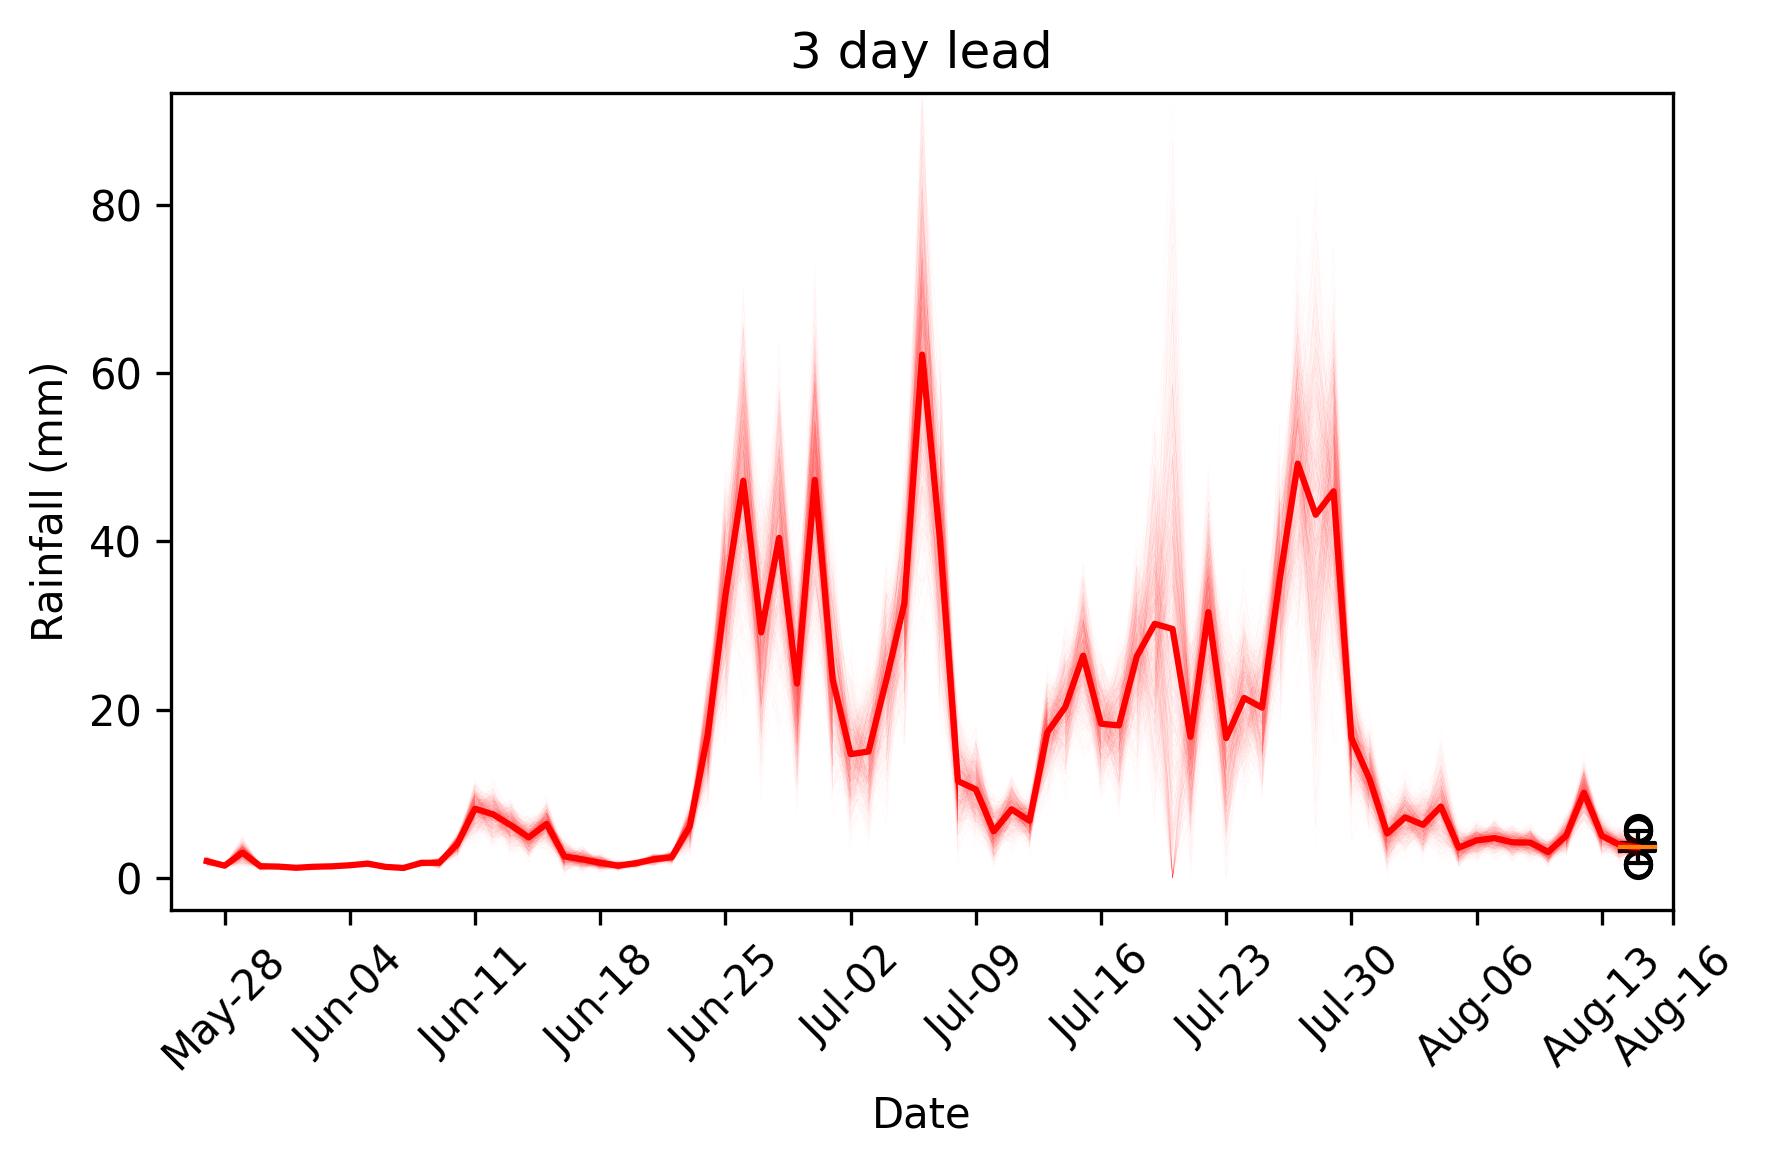 3 day lead
Rainfall (mm)
80
60
40
20
0
May-28
Jun-04
Jun-11
Jun-18
Jun-25
Jul-02
Jul-09
Jul-16
Jul-23
Jul-30
Aug-06
Aug-13
Aug-16
Date